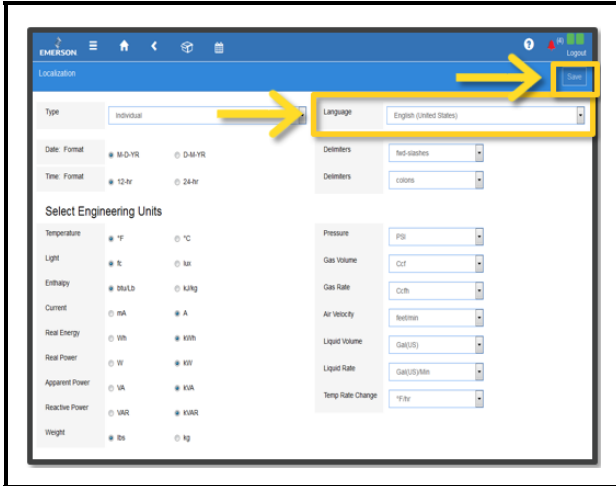 EMERSON
?
(4)
Logout
Localization
Save
Type Individual
Language English (United States)
Date: Format M-D-YR D-M-YR
Delimiters fwd-slashes
Time: Format 12-hr 24-hr
Delimiters colons
Select Engineering Units
Temperature °F °C
Pressure PSI
Light fc lux
Gas Volume Ccf
Enthalpy btu/Lb kJ/kg
Gas Rate Ccfh
Current mA A
Air Velocity feet/min
Real Energy Wh kWh
Liquid Volume Gal(US)
Real Power W kW
Liquid Rate Gal(US)/Min
Apparent Power VA kVA
Temp Rate Change °F/hr
Reactive Power VAR kVAR
Weight lbs kg